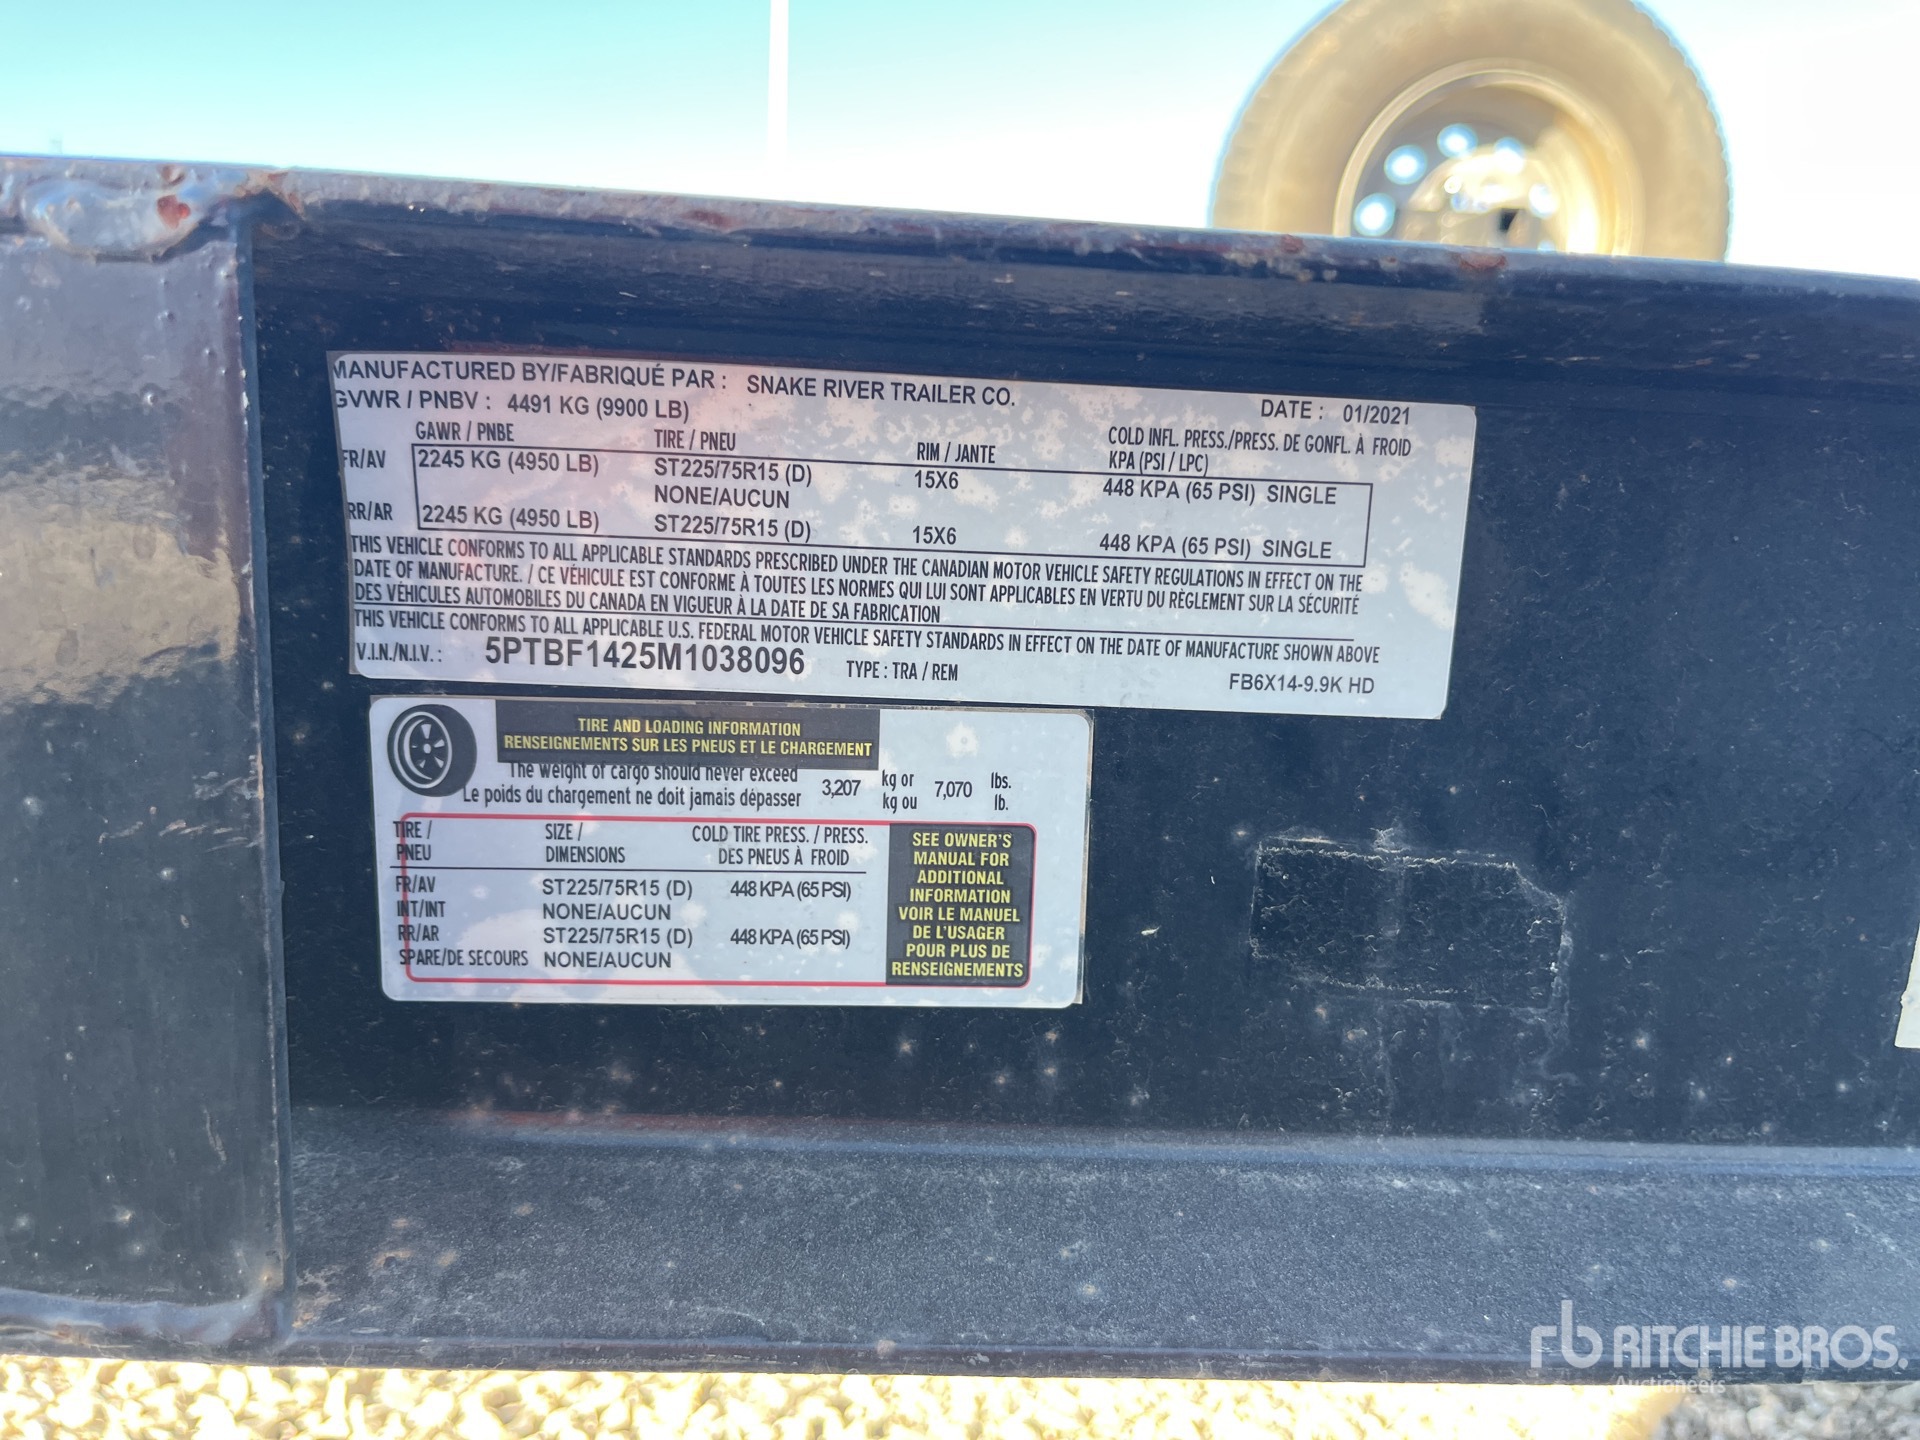 MANUFACTURED BY/FABRIQUÉ PAR : SNAKE RIVER TRAILER CO.
GVWR / PNBV : 4491 KG (9900 LB) DATE : 01/2021
GAWR / PNBE TIRE / PNEU RIM / JANTE COLD INFL. PRESS./PRESS. DE GONFL. À FROID
KPA (PSI / LPC)
FR/AV 2245 KG (4950 LB) ST225/75R15 (D) 15X6 448 KPA (65 PSI) SINGLE
NONE/AUCUN
RR/AR 2245 KG (4950 LB) ST225/75R15 (D) 15X6 448 KPA (65 PSI) SINGLE
THIS VEHICLE CONFORMS TO ALL APPLICABLE STANDARDS PRESCRIBED UNDER THE CANADIAN MOTOR VEHICLE SAFETY REGULATIONS IN EFFECT ON THE
DATE OF MANUFACTURE. / CE VÉHICULE EST CONFORME À TOUTES LES NORMES QUI LUI SONT APPLICABLES EN VERTU DU RÈGLEMENT SUR LA SÉCURITÉ
DES VÉHICULES AUTOMOBILES DU CANADA EN VIGUEUR À LA DATE DE SA FABRICATION
THIS VEHICLE CONFORMS TO ALL APPLICABLE U.S. FEDERAL MOTOR VEHICLE SAFETY STANDARDS IN EFFECT ON THE DATE OF MANUFACTURE SHOWN ABOVE
V.I.N./N.I.V. : 5PTBF1425M1038096 TYPE : TRA / REM FB6X14-9.9K HD
TIRE AND LOADING INFORMATION
RENSEIGNEMENTS SUR LES PNEUS ET LE CHARGEMENT
The weight of cargo should never exceed 3,207 kg or 7,070 lbs.
Le poids du chargement ne doit jamais dépasser kg ou lb.
TIRE / SIZE / COLD TIRE PRESS. / PRESS.
PNEU DIMENSIONS DES PNEUS À FROID
FR/AV ST225/75R15 (D) 448 KPA (65 PSI)
INT/INT NONE/AUCUN
RR/AR ST225/75R15 (D) 448 KPA (65 PSI)
SPARE/DE SECOURS NONE/AUCUN
SEE OWNER'S
MANUAL FOR
ADDITIONAL
INFORMATION
VOIR LE MANUEL
DE L'USAGER
POUR PLUS DE
RENSEIGNEMENTS
rb RITCHIE BROS.
Auctioneers